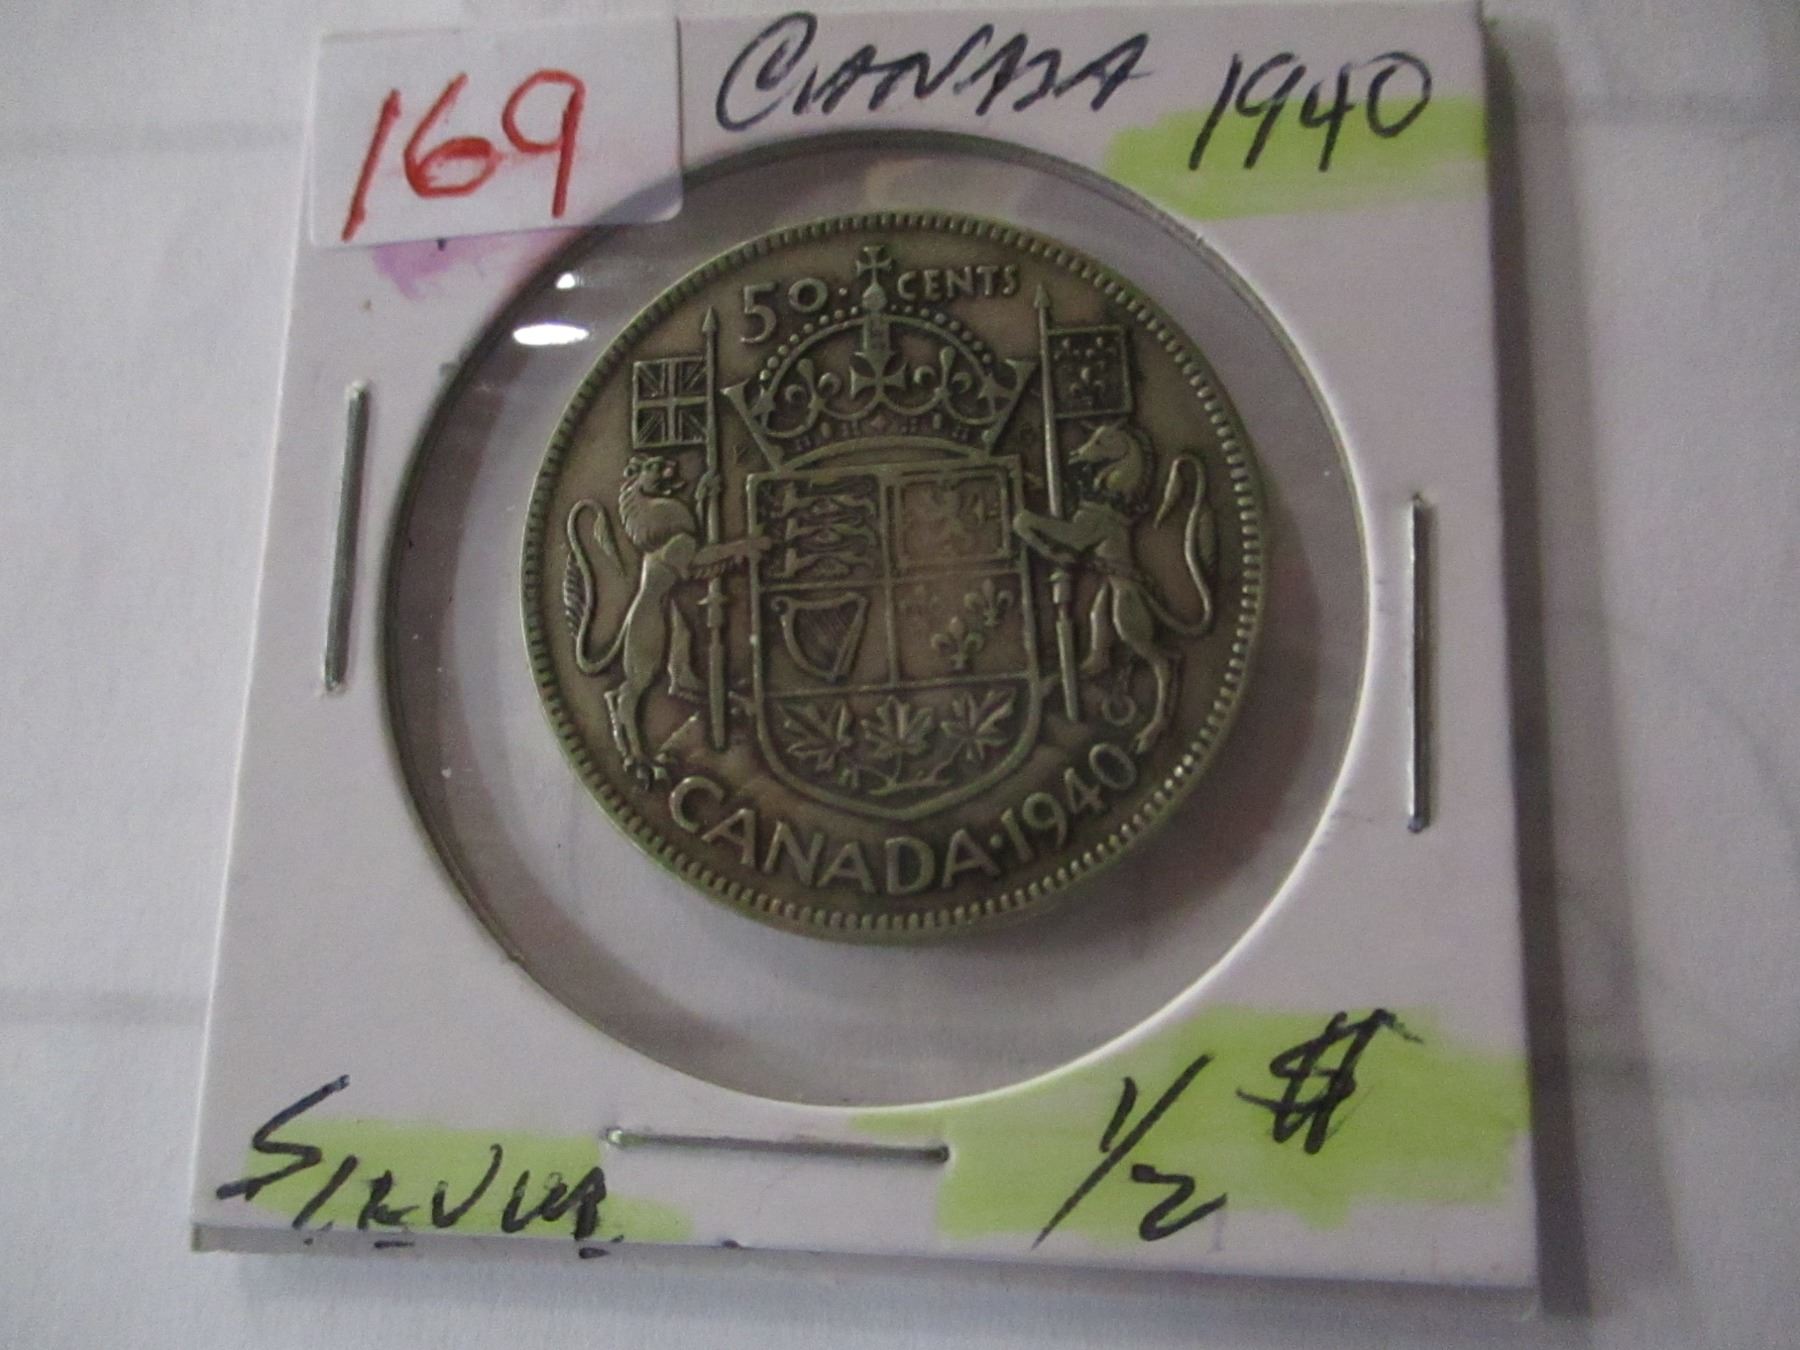 169
CANADA 1940
50 CENTS
CANADA·1940
SILVER
1/2 $